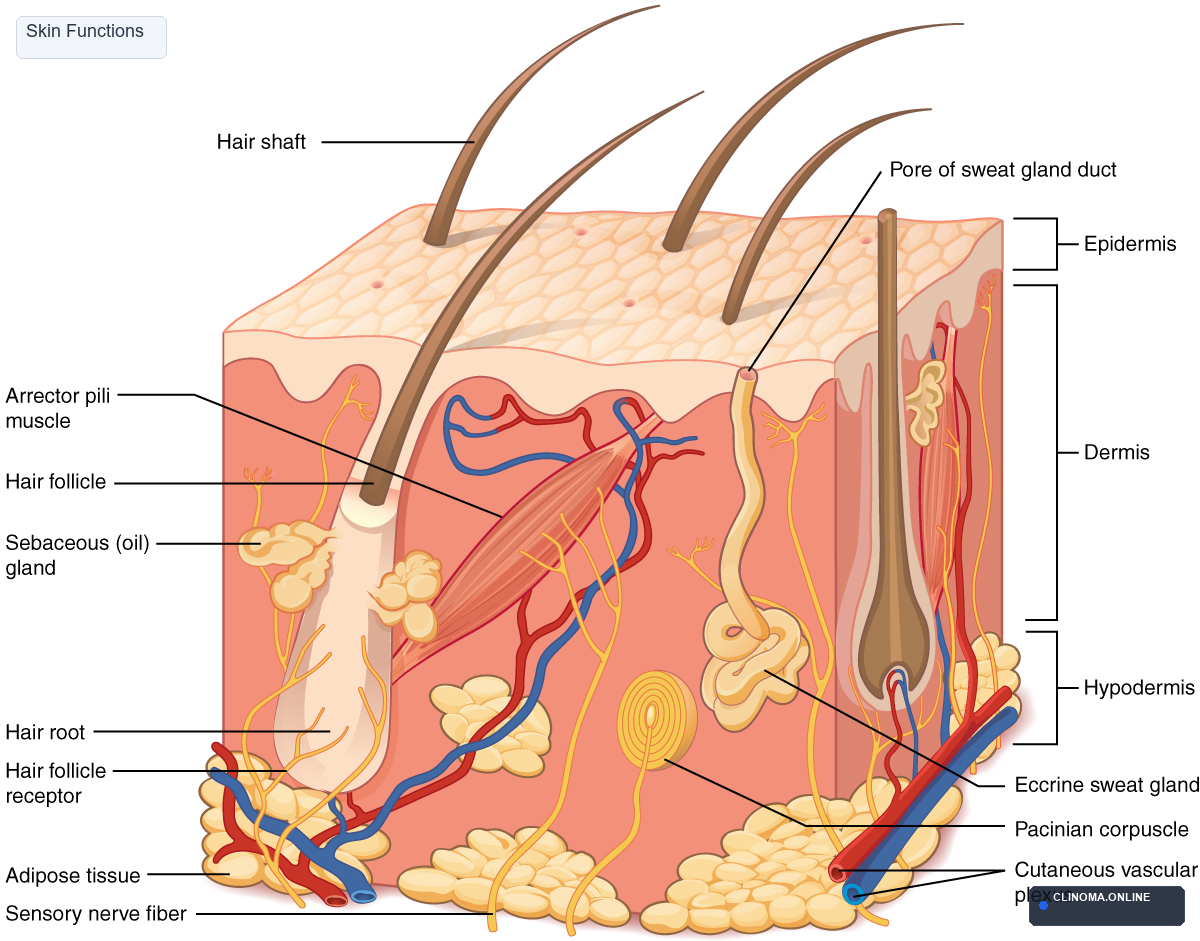 Skin Functions
Hair shaft
Pore of sweat gland duct
Epidermis
Arrector pili
muscle
Dermis
Hair follicle
Sebaceous (oil)
gland
Hypodermis
Hair root
Hair follicle
receptor
Eccrine sweat gland
Pacinian corpuscle
Adipose tissue
Cutaneous vascular
plexus
CLINOMA.ONLINE
Sensory nerve fiber